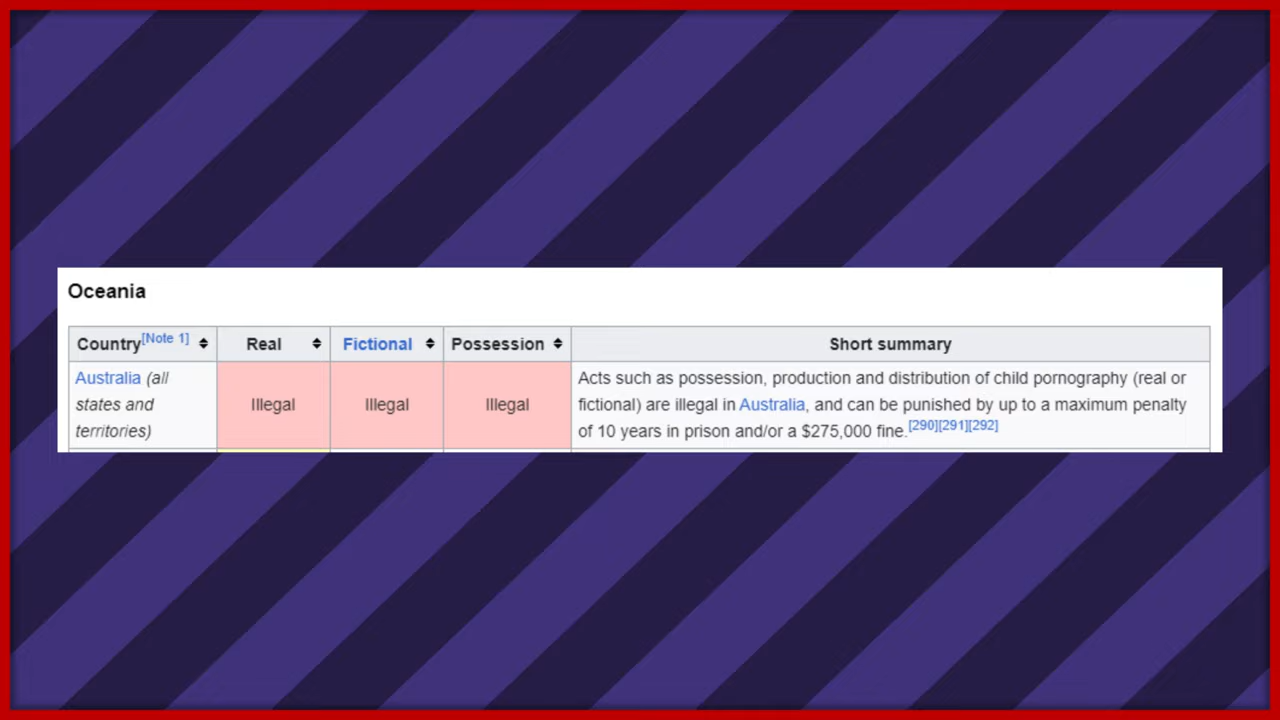 Oceania
Country[Note 1] Real Fictional Possession Short summary
Australia (all states and territories) Illegal Illegal Illegal Acts such as possession, production and distribution of child pornography (real or
fictional) are illegal in Australia, and can be punished by up to a maximum penalty
of 10 years in prison and/or a $275,000 fine.[290][291][292]